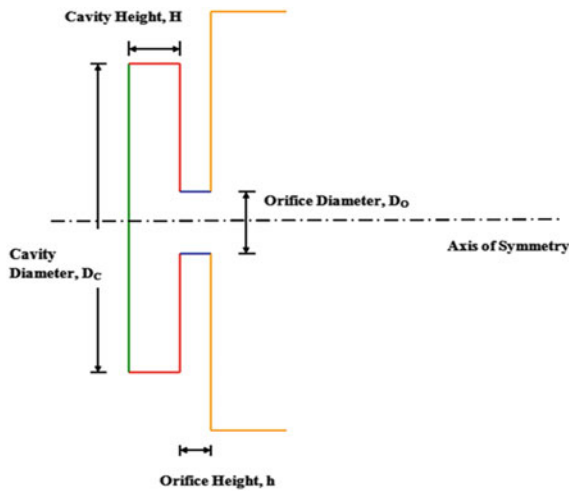 Cavity Height, H
Orifice Diameter, Do
Axis of Symmetry
Cavity
Diameter, Dc
Orifice Height, h